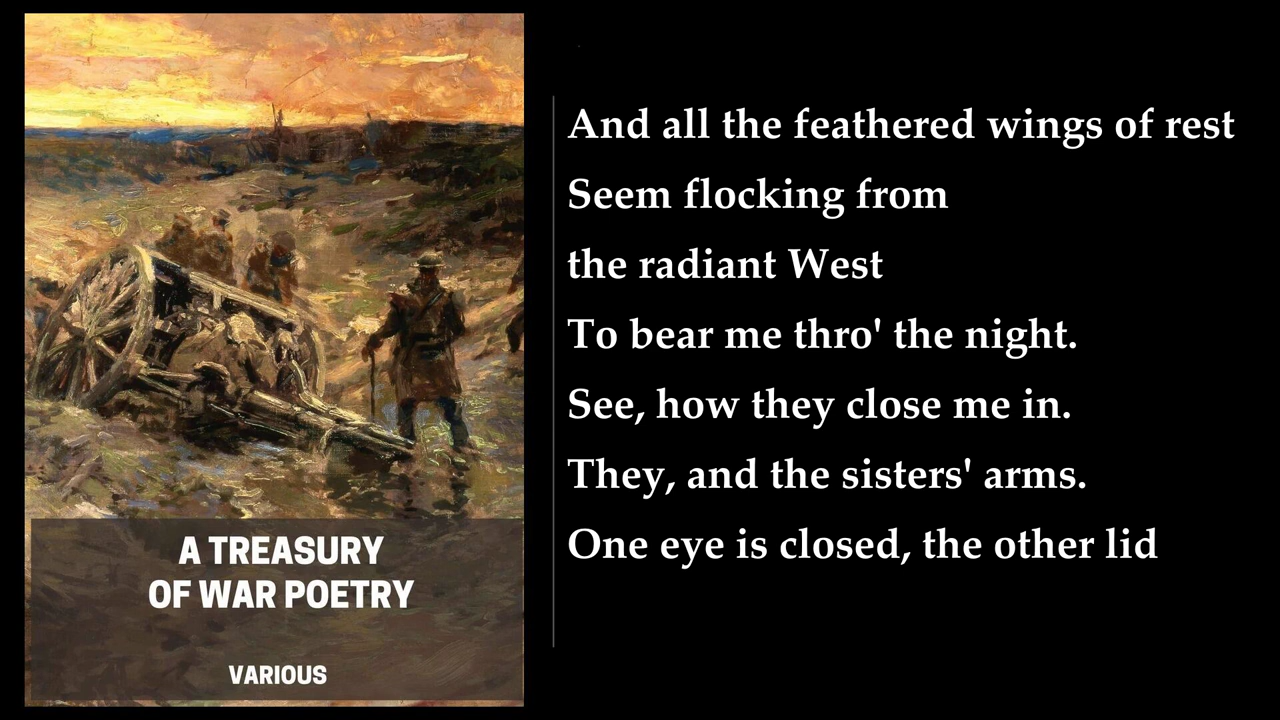 A TREASURY
OF WAR POETRY
VARIOUS
And all the feathered wings of rest
Seem flocking from
the radiant West
To bear me thro' the night.
See, how they close me in.
They, and the sisters' arms.
One eye is closed, the other lid